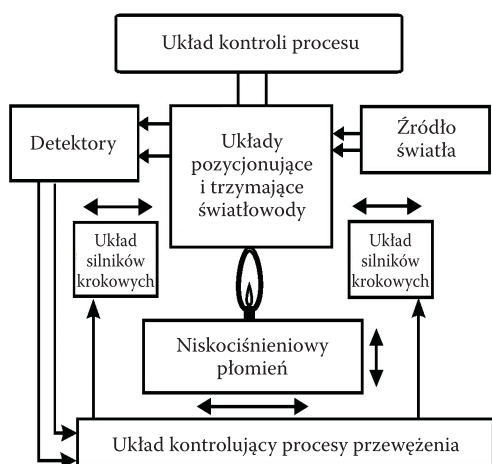 Układ kontroli procesu
Detektory
Układy
pozycjonujące
i trzymające
światłowody
Źródło
światła
Układ
silników
krokowych
Układ
silników
krokowych
Niskociśnieniowy
płomień
Układ kontrolujący procesy przewężenia